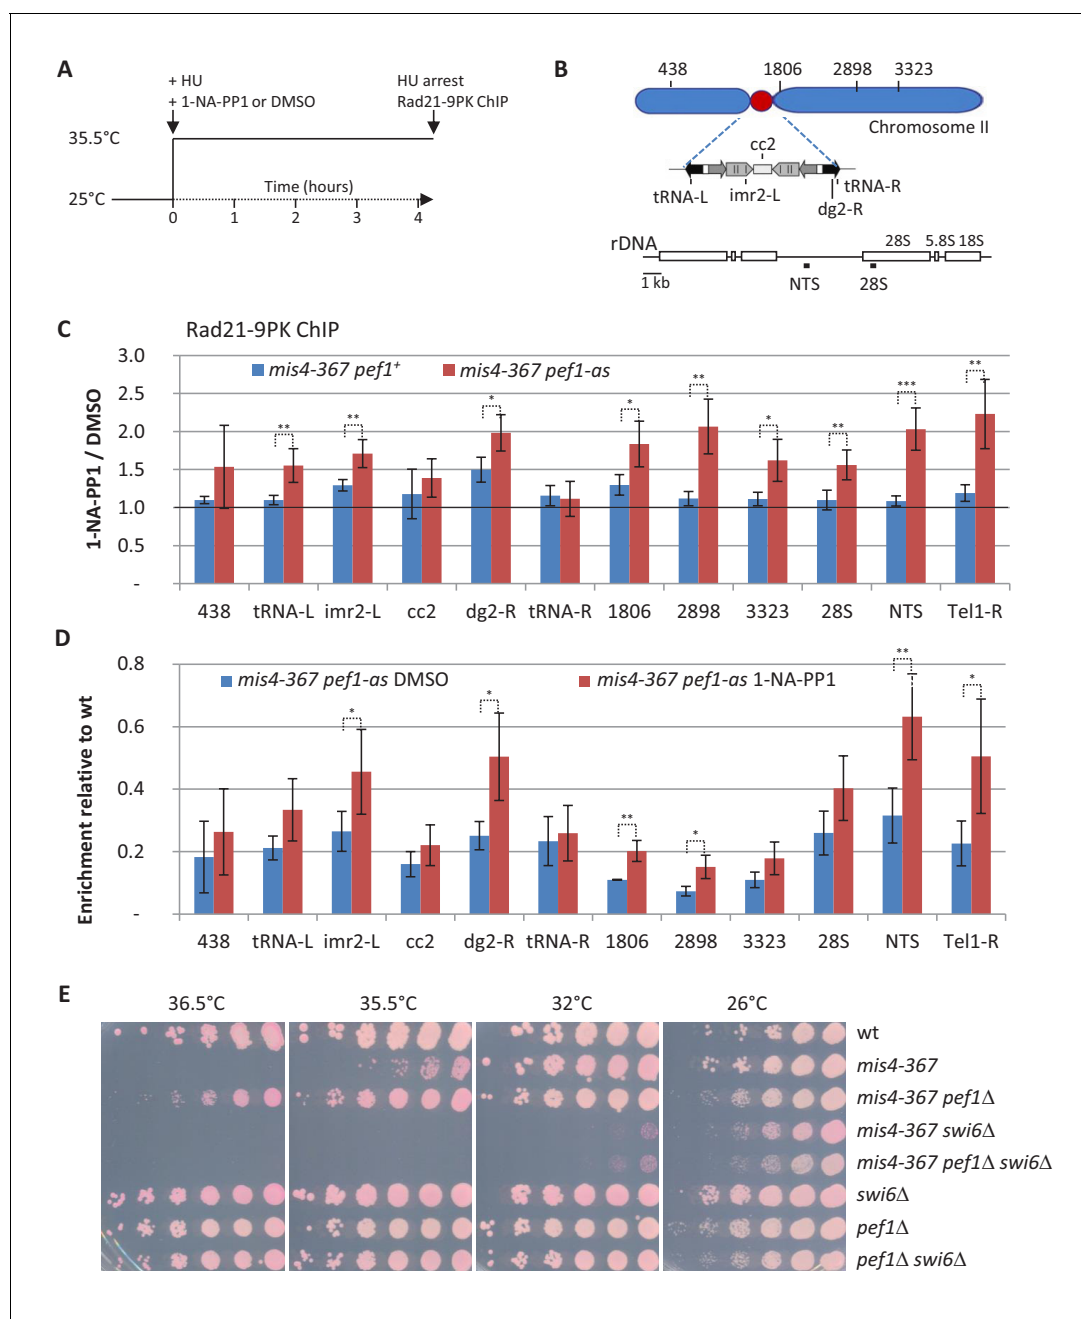 A
+ HU
+ 1-NA-PP1 or DMSO
HU arrest
Rad21-9PK ChIP
35.5°C
25°C
Time (hours)
0 1 2 3 4
B
438 1806 2898 3323
Chromosome II
cc2
tRNA-L imr2-L dg2-R tRNA-R
rDNA
28S 5.8S 18S
1 kb
NTS 28S
C
Rad21-9PK ChIP
mis4-367 pef1+ mis4-367 pef1-as
1-NA-PP1 / DMSO
3.0
2.5
2.0
1.5
1.0
0.5
-
** ** * * ** * ** *** **
438 tRNA-L imr2-L cc2 dg2-R tRNA-R 1806 2898 3323 28S NTS Tel1-R
D
mis4-367 pef1-as DMSO mis4-367 pef1-as 1-NA-PP1
Enrichment relative to wt
0.8
0.6
0.4
0.2
-
* * ** * ** *
438 tRNA-L imr2-L cc2 dg2-R tRNA-R 1806 2898 3323 28S NTS Tel1-R
E
36.5°C 35.5°C 32°C 26°C
wt
mis4-367
mis4-367 pef1Δ
mis4-367 swi6Δ
mis4-367 pef1Δ swi6Δ
swi6Δ
pef1Δ
pef1Δ swi6Δ